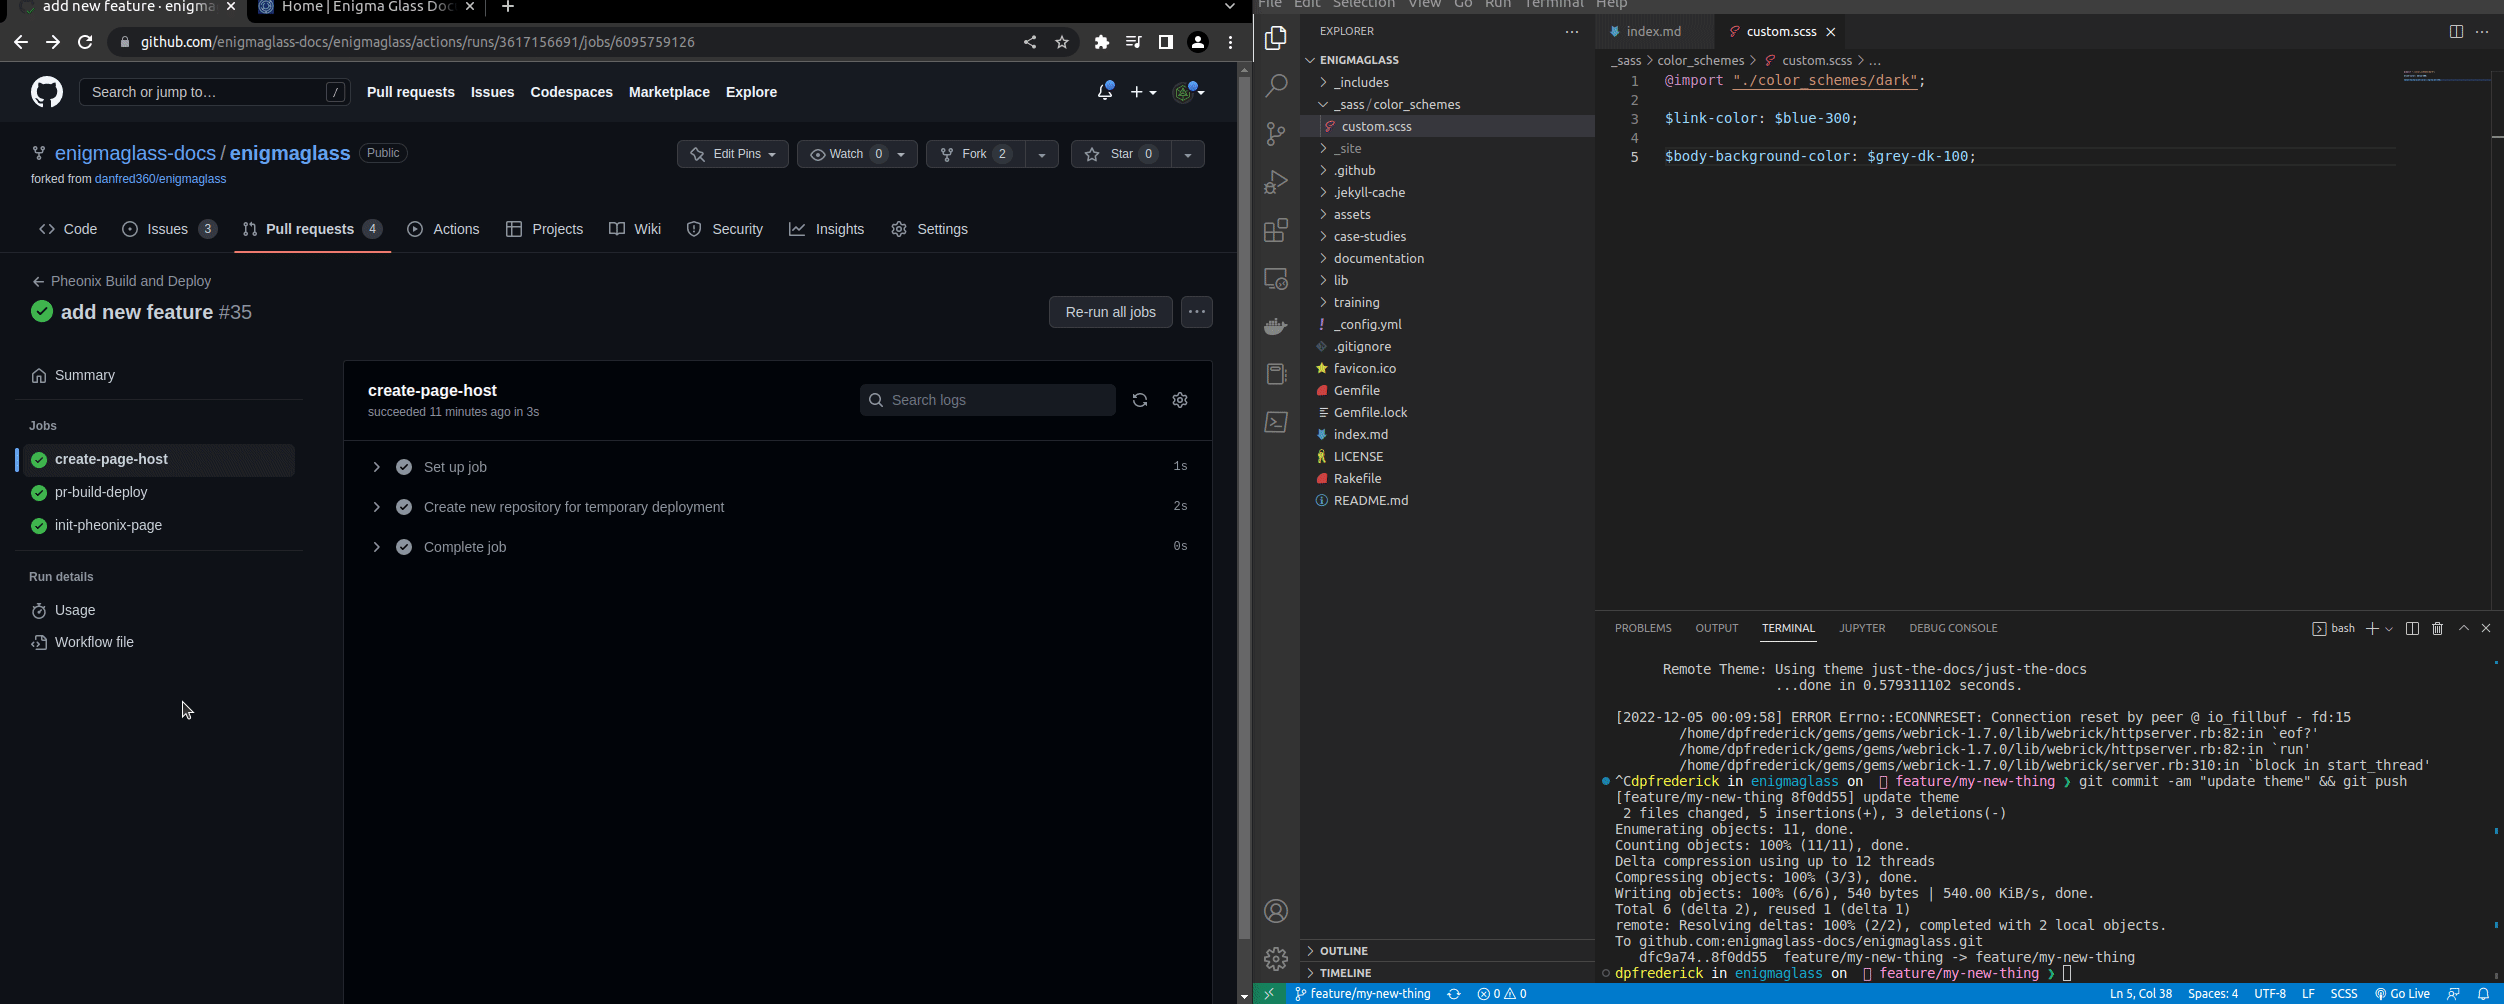 add new feature · enigma
Home | Enigma Glass Doc
github.com/enigmaglass-docs/enigmaglass/actions/runs/3617156691/jobs/6095759126
Search or jump to...
/
Pull requests
Issues
Codespaces
Marketplace
Explore
enigmaglass-docs / enigmaglass
Public
forked from danfred360/enigmaglass
Edit Pins
Watch 0
Fork 2
Star 0
Code
Issues 3
Pull requests 4
Actions
Projects
Wiki
Security
Insights
Settings
Pheonix Build and Deploy
add new feature #35
Re-run all jobs
Summary
Jobs
create-page-host
pr-build-deploy
init-pheonix-page
Run details
Usage
Workflow file
create-page-host
succeeded 11 minutes ago in 3s
Search logs
Set up job 1s
Create new repository for temporary deployment 2s
Complete job 0s
File Edit Selection View Go Run Terminal Help
EXPLORER
ENIGMAGLASS
_includes
_sass/color_schemes
custom.scss
_site
.github
.jekyll-cache
assets
case-studies
documentation
lib
training
_config.yml
.gitignore
favicon.ico
Gemfile
Gemfile.lock
index.md
LICENSE
Rakefile
README.md
OUTLINE
TIMELINE
index.md
custom.scss
_sass > color_schemes > custom.scss > ...
1 @import "./color_schemes/dark";
2
3 $link-color: $blue-300;
4
5 $body-background-color: $grey-dk-100;
PROBLEMS OUTPUT TERMINAL JUPYTER DEBUG CONSOLE
bash
Remote Theme: Using theme just-the-docs/just-the-docs
...done in 0.579311102 seconds.
[2022-12-05 00:09:58] ERROR Errno::ECONNRESET: Connection reset by peer @ io_fillbuf - fd:15
/home/dpfrederick/gems/gems/webrick-1.7.0/lib/webrick/httpserver.rb:82:in `eof?'
/home/dpfrederick/gems/gems/webrick-1.7.0/lib/webrick/httpserver.rb:82:in `run'
/home/dpfrederick/gems/gems/webrick-1.7.0/lib/webrick/server.rb:310:in `block in start_thread'
^Cdpfrederick in enigmaglass on feature/my-new-thing ❯ git commit -am "update theme" && git push
[feature/my-new-thing 8f0dd55] update theme
2 files changed, 5 insertions(+), 3 deletions(-)
Enumerating objects: 11, done.
Counting objects: 100% (11/11), done.
Delta compression using up to 12 threads
Compressing objects: 100% (3/3), done.
Writing objects: 100% (6/6), 540 bytes | 540.00 KiB/s, done.
Total 6 (delta 2), reused 1 (delta 1)
remote: Resolving deltas: 100% (2/2), completed with 2 local objects.
To github.com:enigmaglass-docs/enigmaglass.git
dfc9a74..8f0dd55 feature/my-new-thing -> feature/my-new-thing
dpfrederick in enigmaglass on feature/my-new-thing ❯
feature/my-new-thing
0 0
Ln 5, Col 38
Spaces: 4
UTF-8
LF
SCSS
Go Live